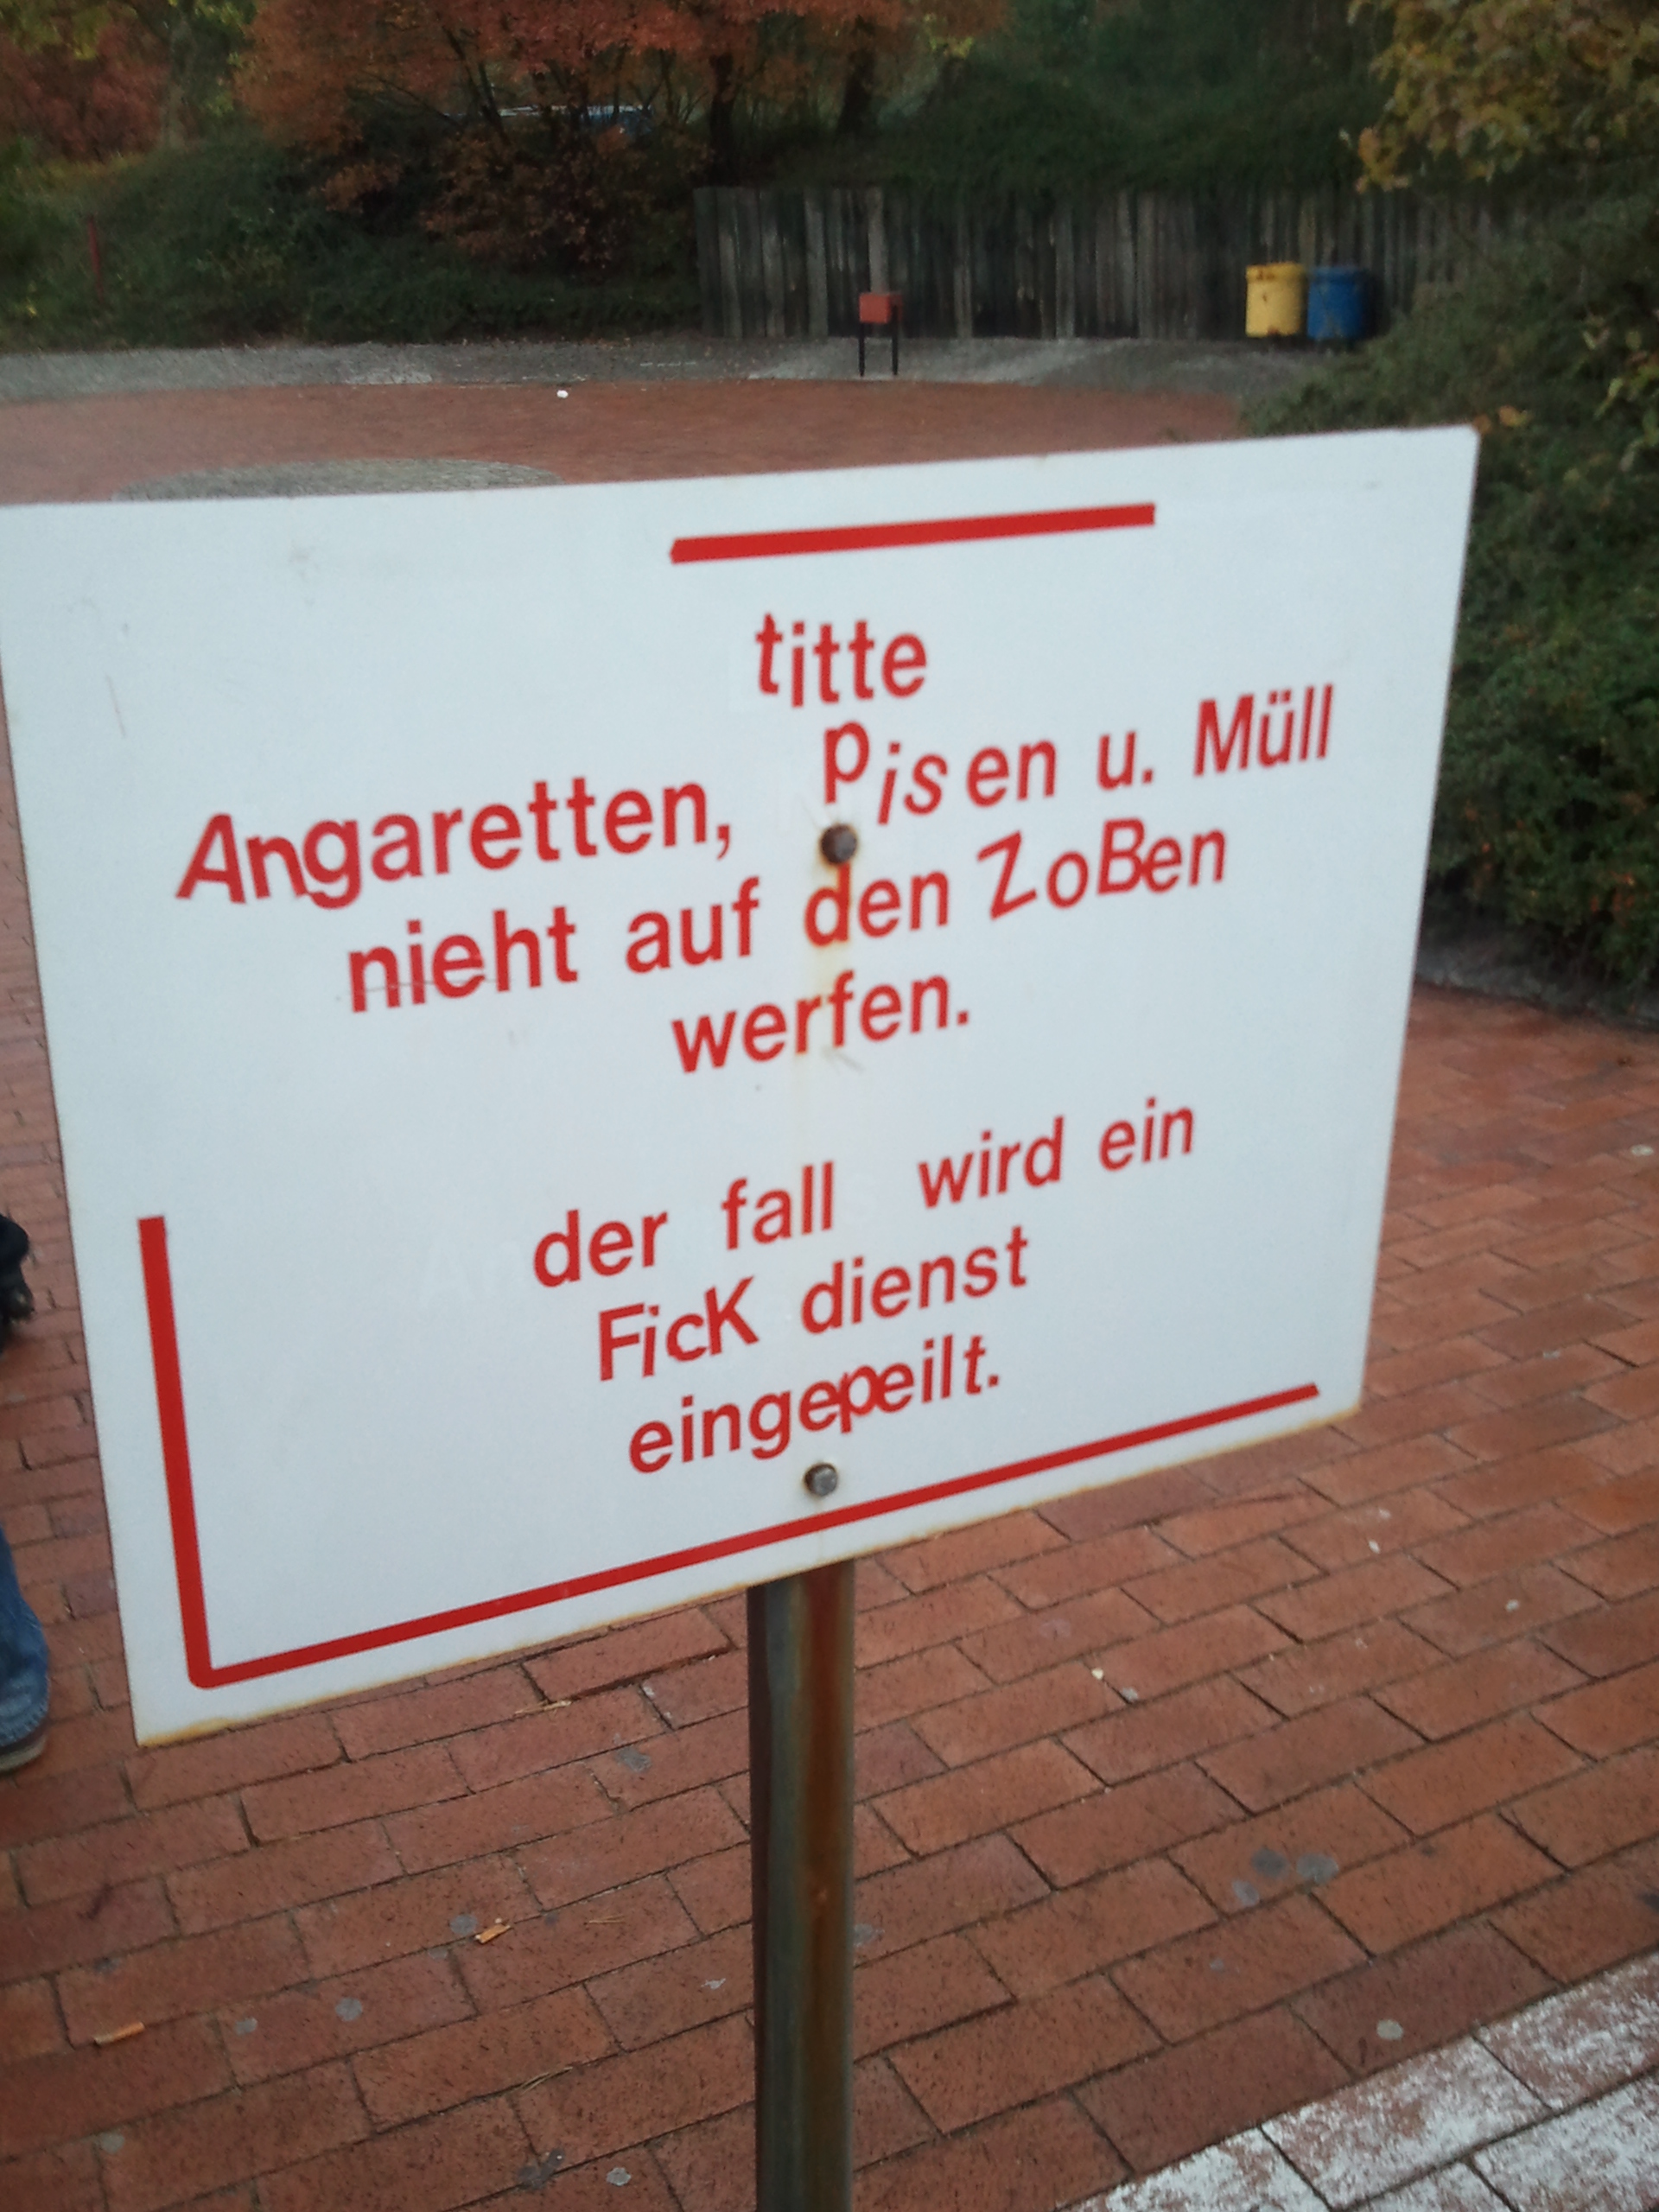 titte
Angaretten, Pisen u. Müll
nieht auf den ZoBen
werfen.
der fall wird ein
FicK dienst
eingepeilt.